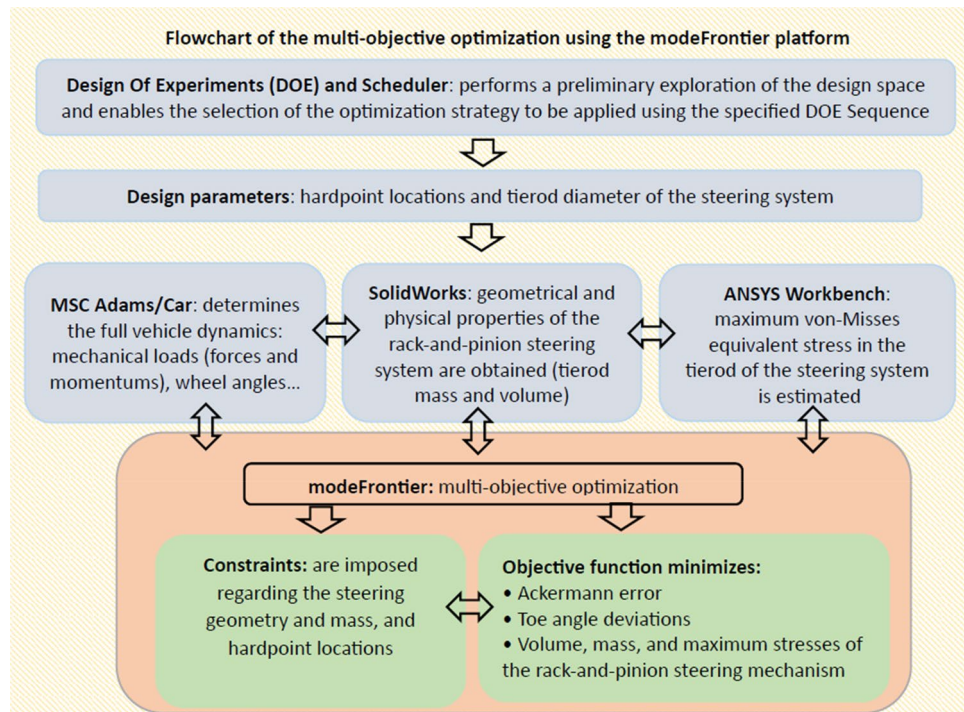 Flowchart of the multi-objective optimization using the modeFrontier platform
Design Of Experiments (DOE) and Scheduler: performs a preliminary exploration of the design space
and enables the selection of the optimization strategy to be applied using the specified DOE Sequence
Design parameters: hardpoint locations and tierod diameter of the steering system
MSC Adams/Car: determines
the full vehicle dynamics:
mechanical loads (forces and
momentums), wheel angles...
SolidWorks: geometrical and
physical properties of the
rack-and-pinion steering
system are obtained (tierod
mass and volume)
ANSYS Workbench:
maximum von-Misses
equivalent stress in the
tierod of the steering system
is estimated
modeFrontier: multi-objective optimization
Constraints: are imposed
regarding the steering
geometry and mass, and
hardpoint locations
Objective function minimizes:
• Ackermann error
• Toe angle deviations
• Volume, mass, and maximum stresses of
the rack-and-pinion steering mechanism